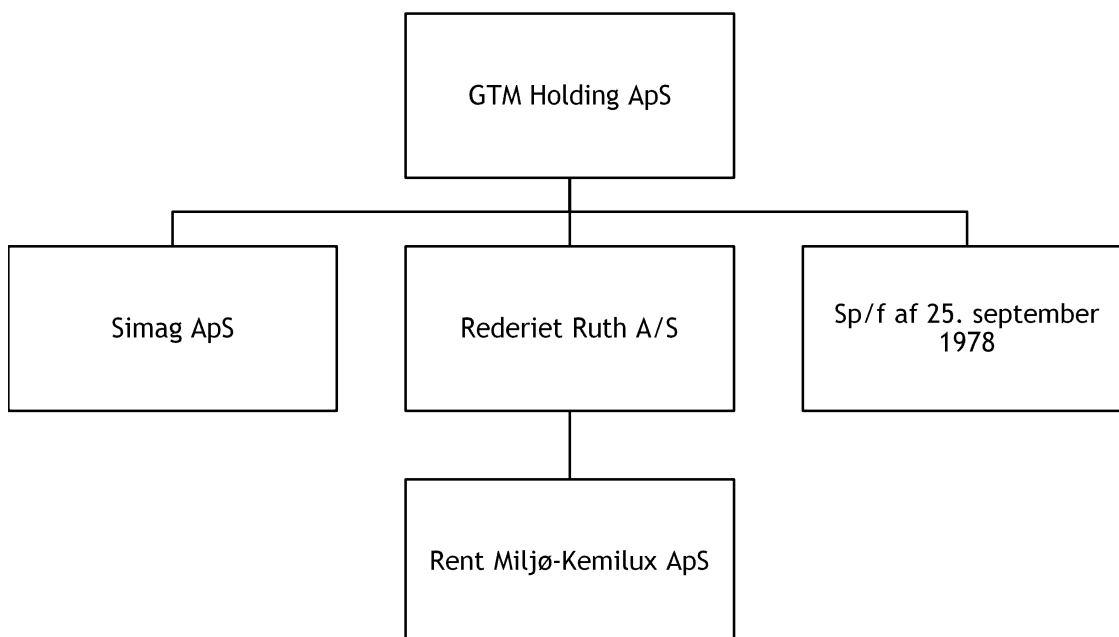 GTM Holding ApS
Simag ApS
Rederiet Ruth A/S
Sp/f af 25. september
1978
Rent Miljø-Kemilux ApS